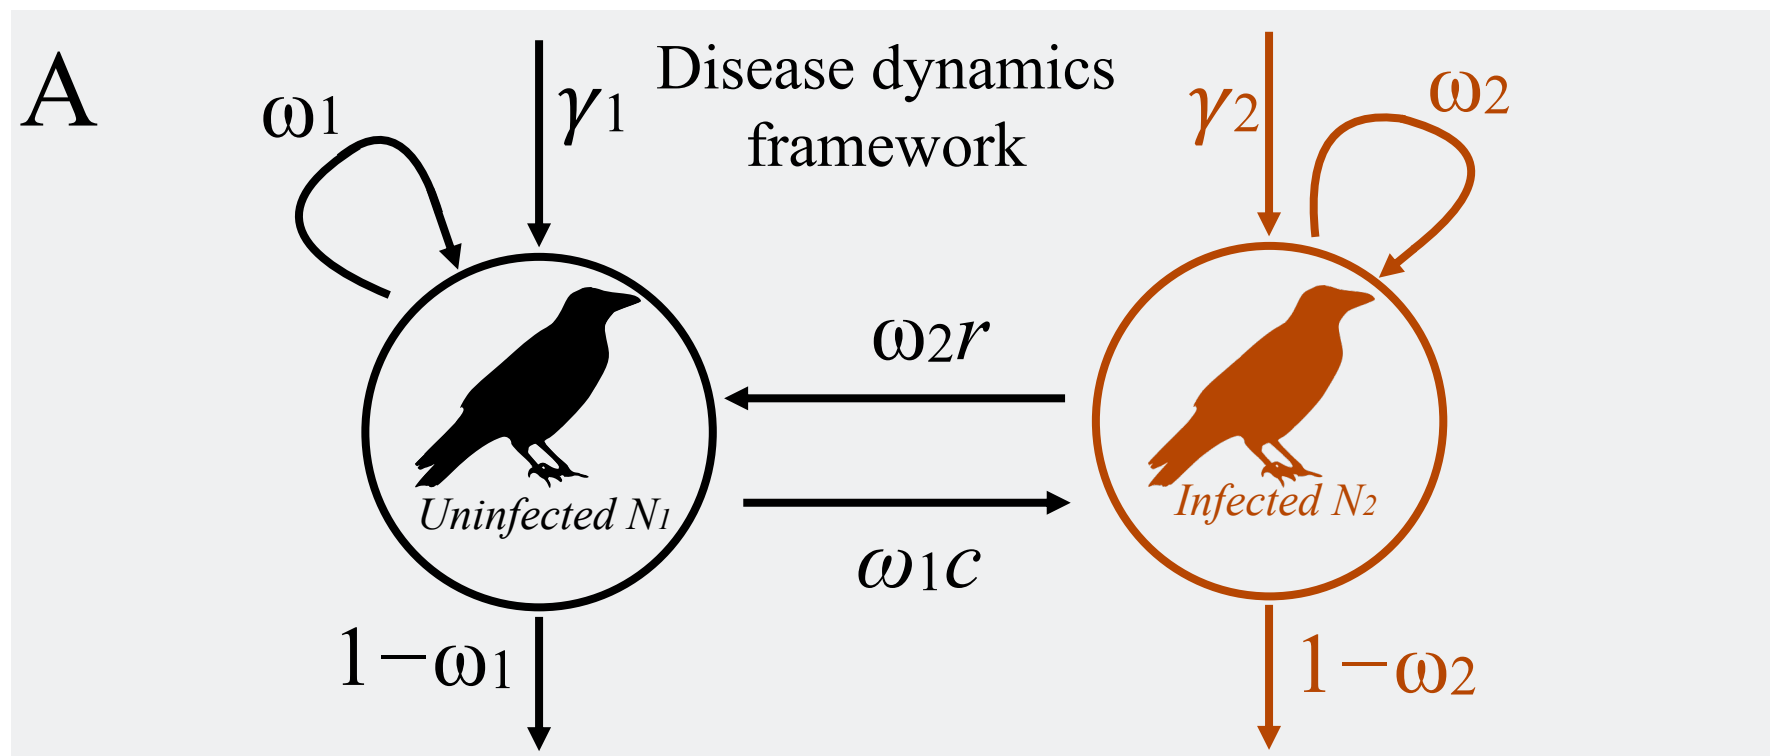 A
Disease dynamics
framework
ω1
γ1
γ2
ω2
ω2r
Uninfected N1
Infected N2
ω1c
1−ω1
1−ω2